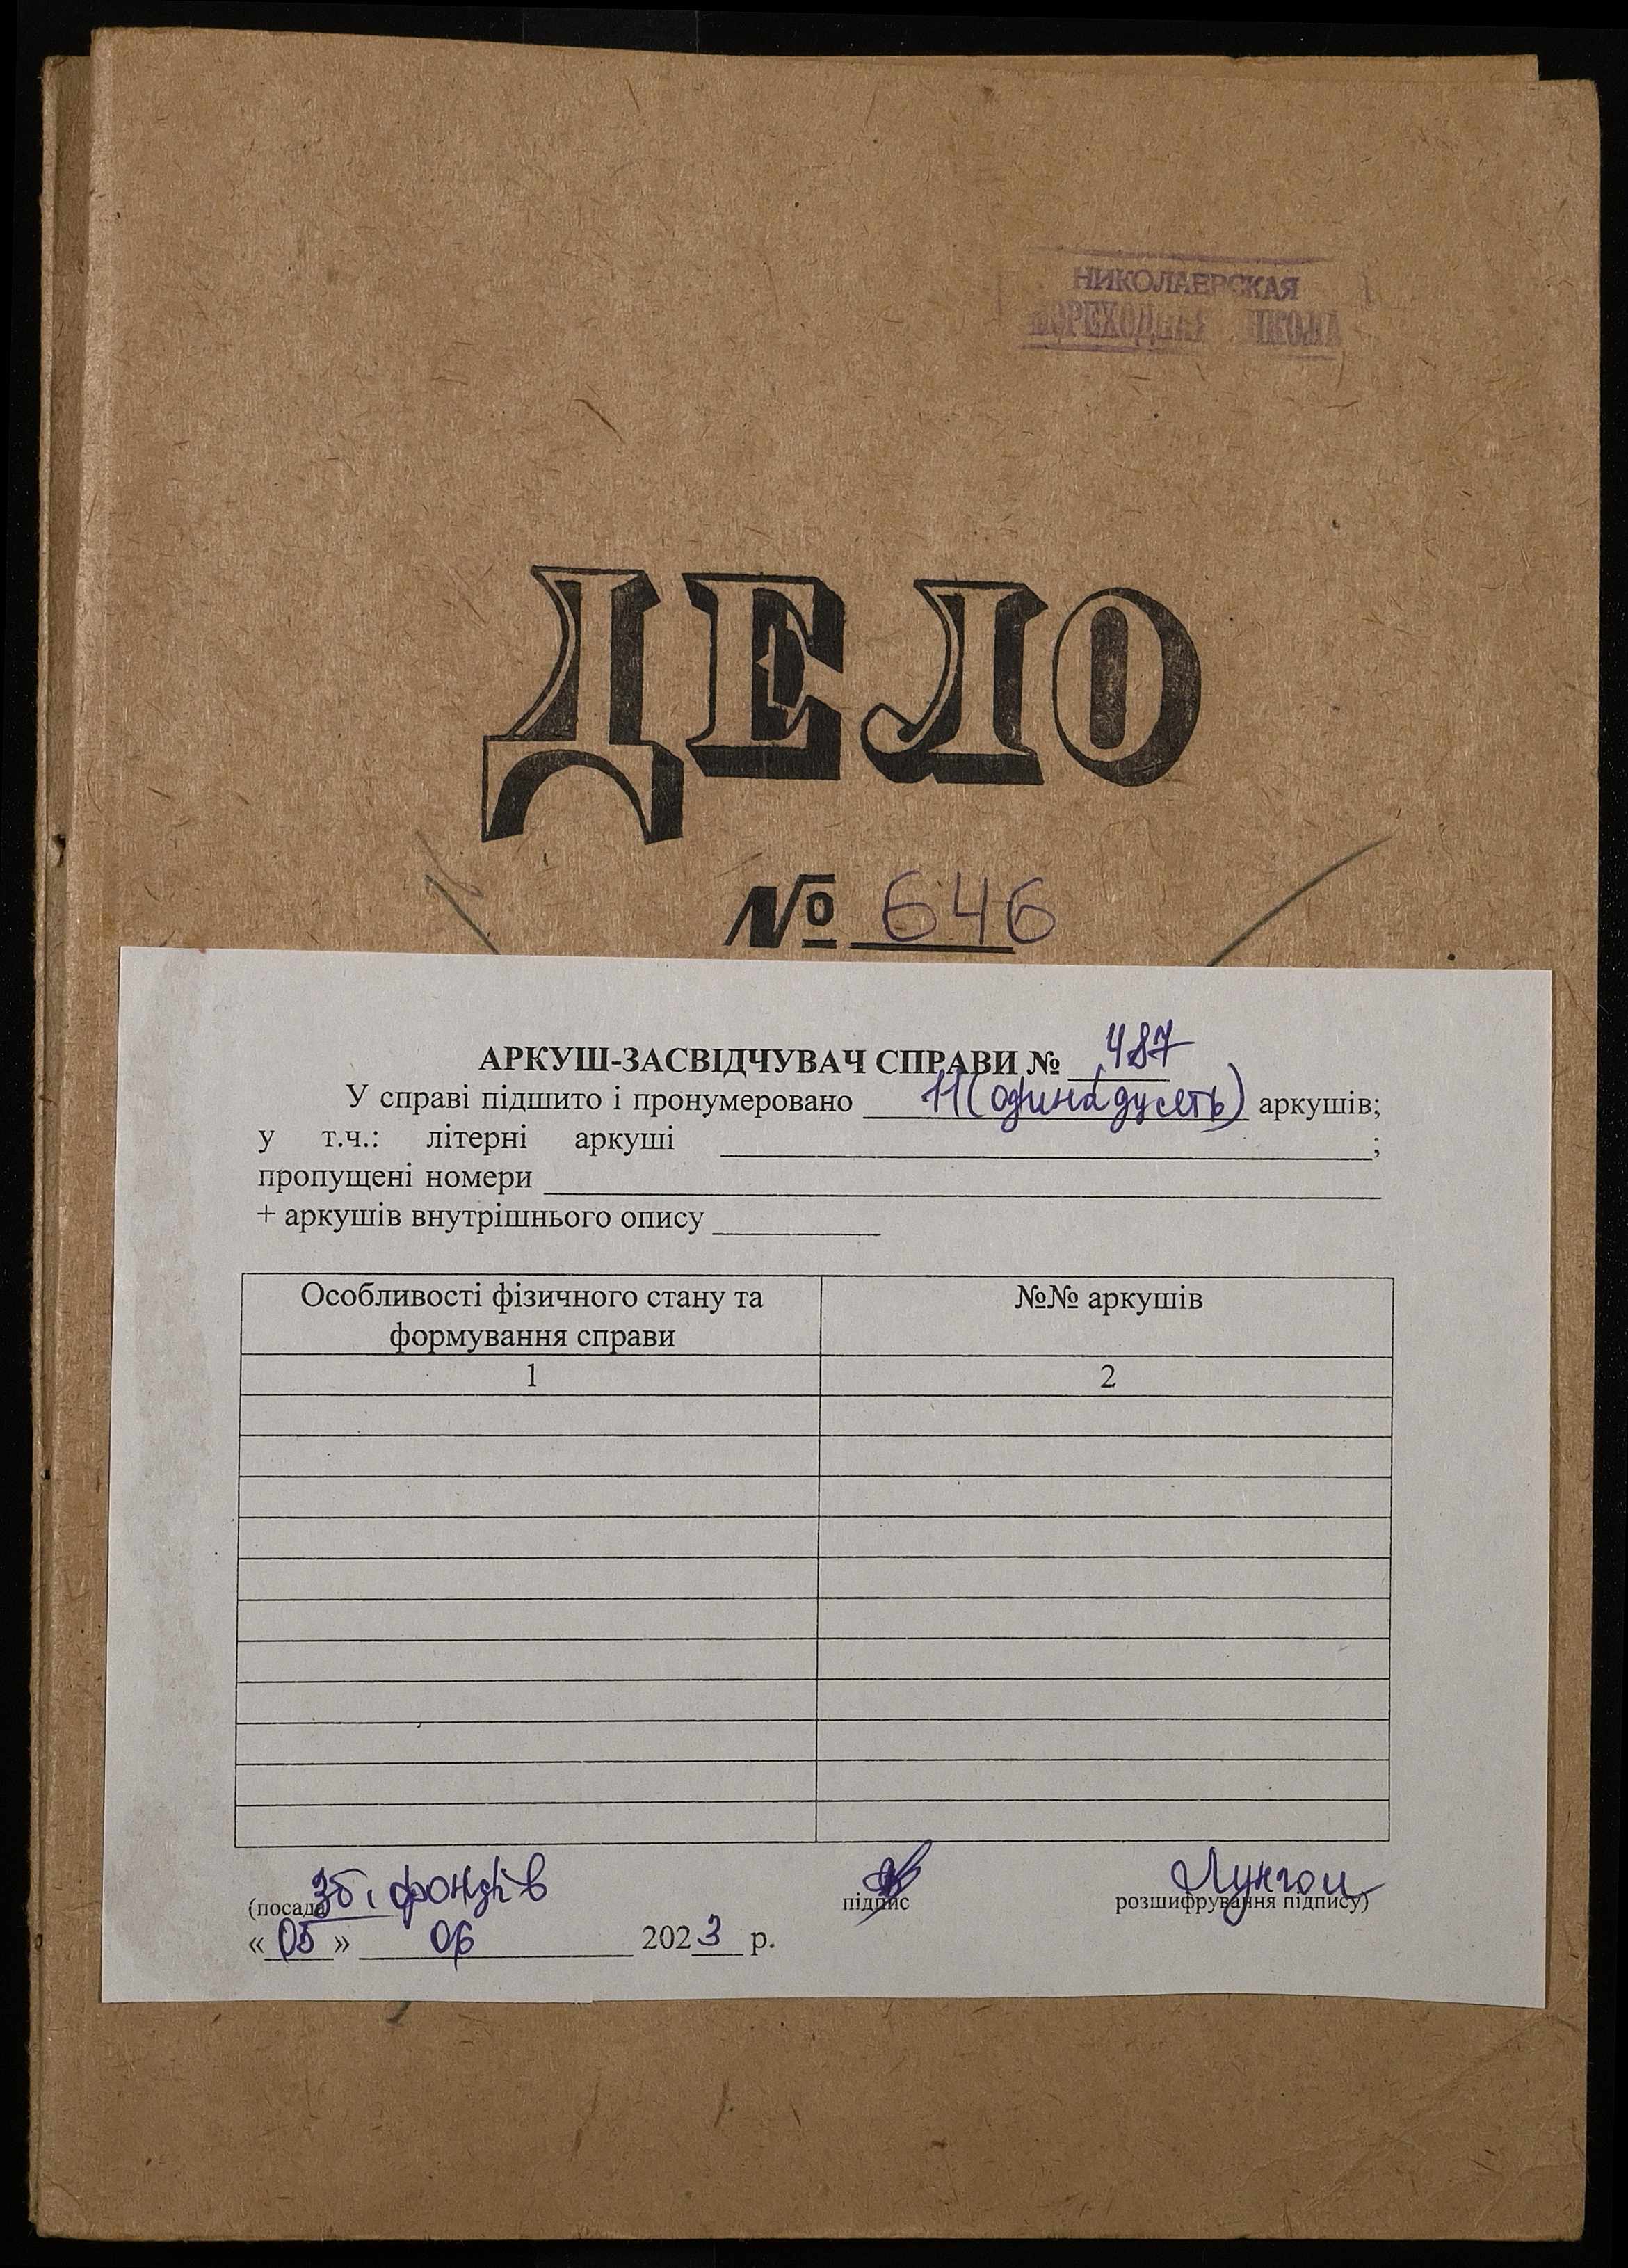 НИКОЛАЕВСКАЯ
МОРЕХОДНАЯ ШКОЛА
ДЕЛО
№ 646
АРКУШ-ЗАСВІДЧУВАЧ СПРАВИ № 487
У справі підшито і пронумеровано 11 (одинадцять) аркушів;
у т.ч.: літерні аркуші ;
пропущені номери
+ аркушів внутрішнього опису
Особливості фізичного стану та формування справи №№ аркушів
1 2
зб. фондів
(посада підпис розшифрування підпису)
« 05 » 06 2023 р.